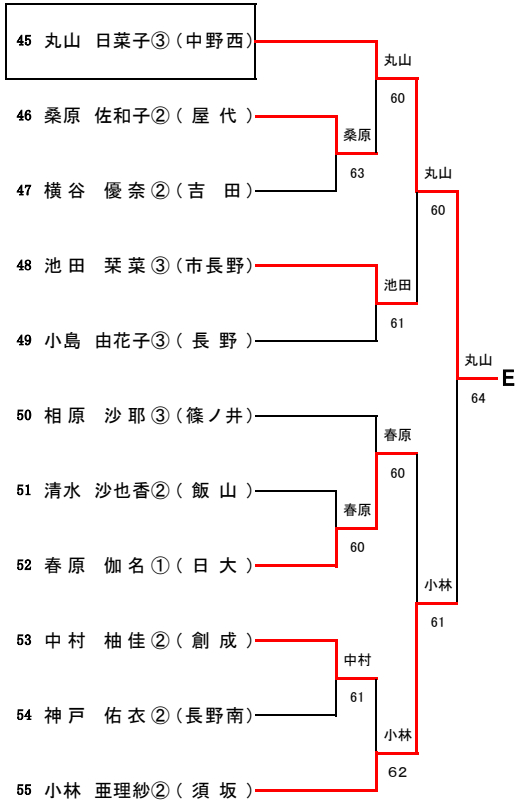 45 丸山 日菜子③(中野西)
丸山
60
46 桑原 佐和子②(屋代)
桑原
63
丸山
60
47 横谷 優奈②(吉田)
48 池田 栞菜③(市長野)
池田
61
49 小島 由花子③(長野)
丸山
64
E
50 相原 沙耶③(篠ノ井)
春原
60
51 清水 沙也香②(飯山)
春原
60
52 春原 伽名①(日大)
小林
61
53 中村 柚佳②(創成)
中村
61
54 神戸 佑衣②(長野南)
小林
62
55 小林 亜理紗②(須坂)